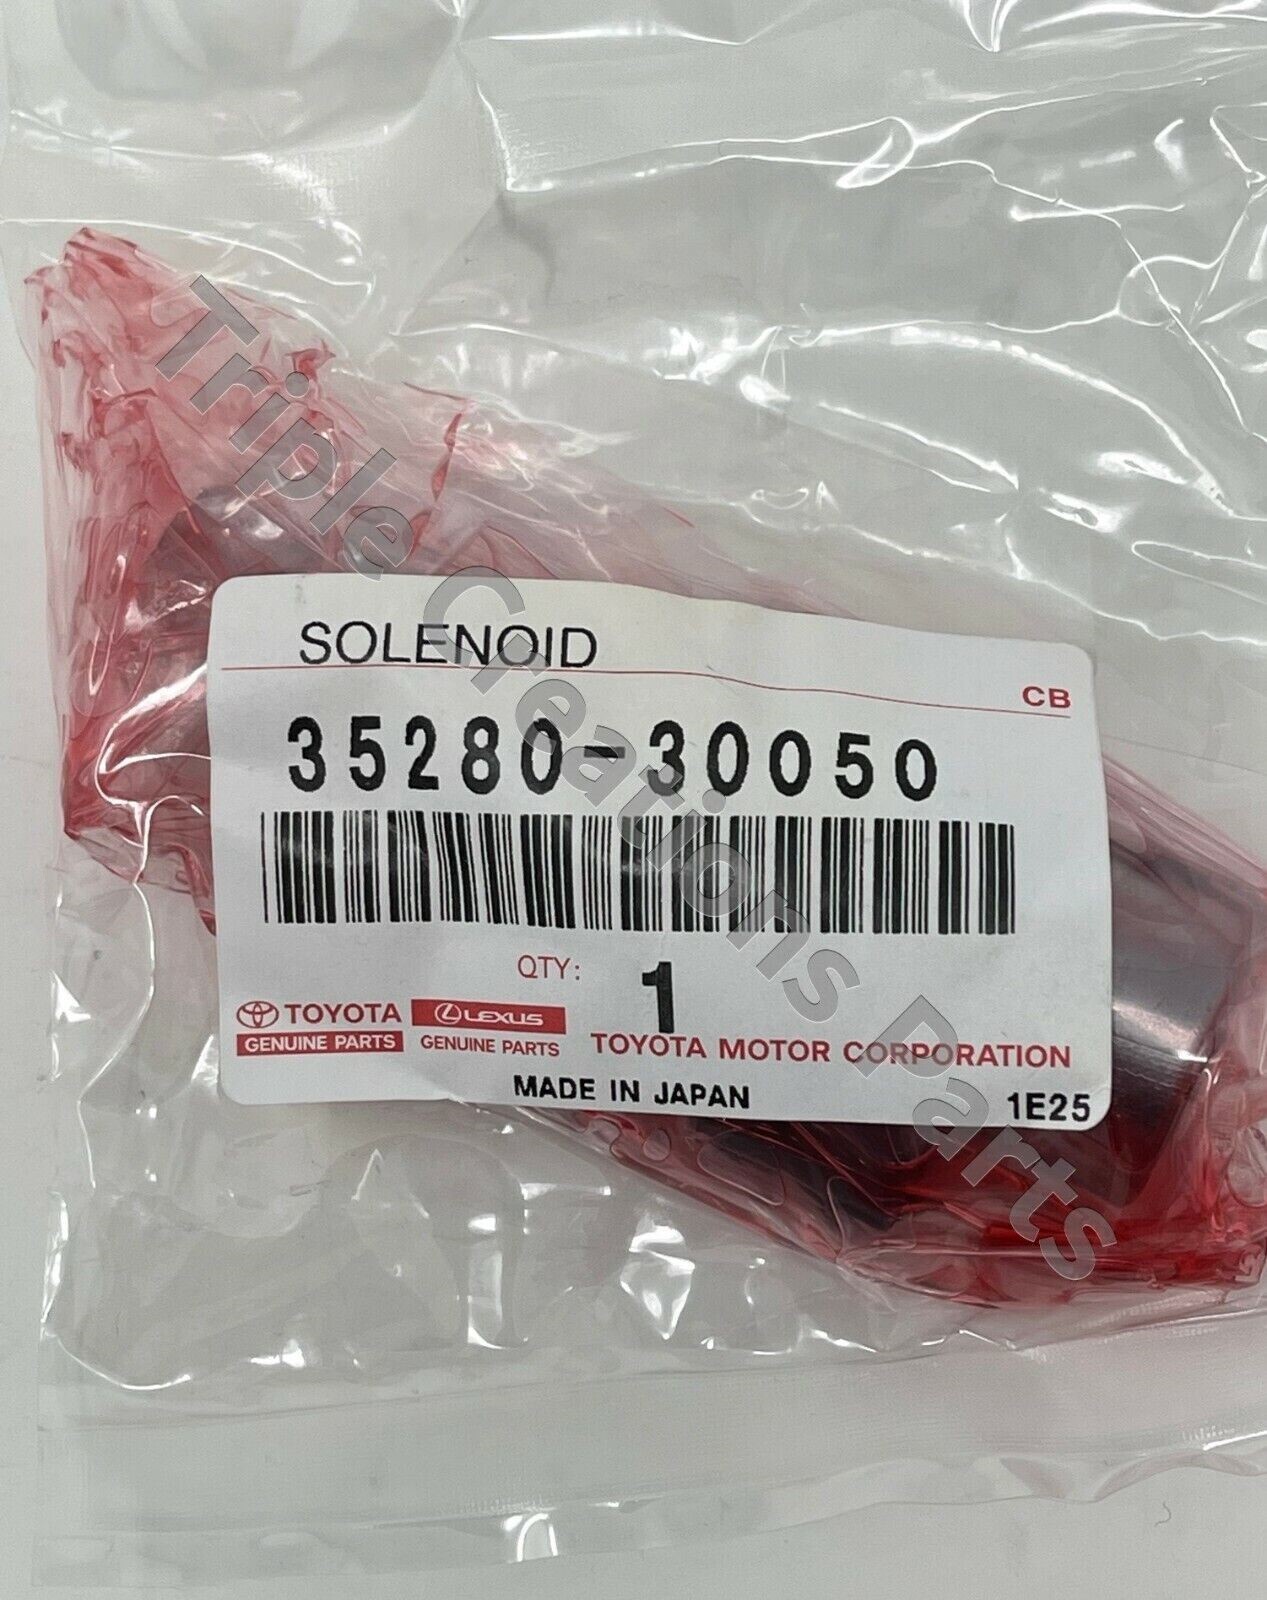 SOLENOID
CB
35280-30050
QTY: 1
TOYOTA LEXUS
GENUINE PARTS GENUINE PARTS TOYOTA MOTOR CORPORATION
MADE IN JAPAN 1E25
Triple Creations Parts